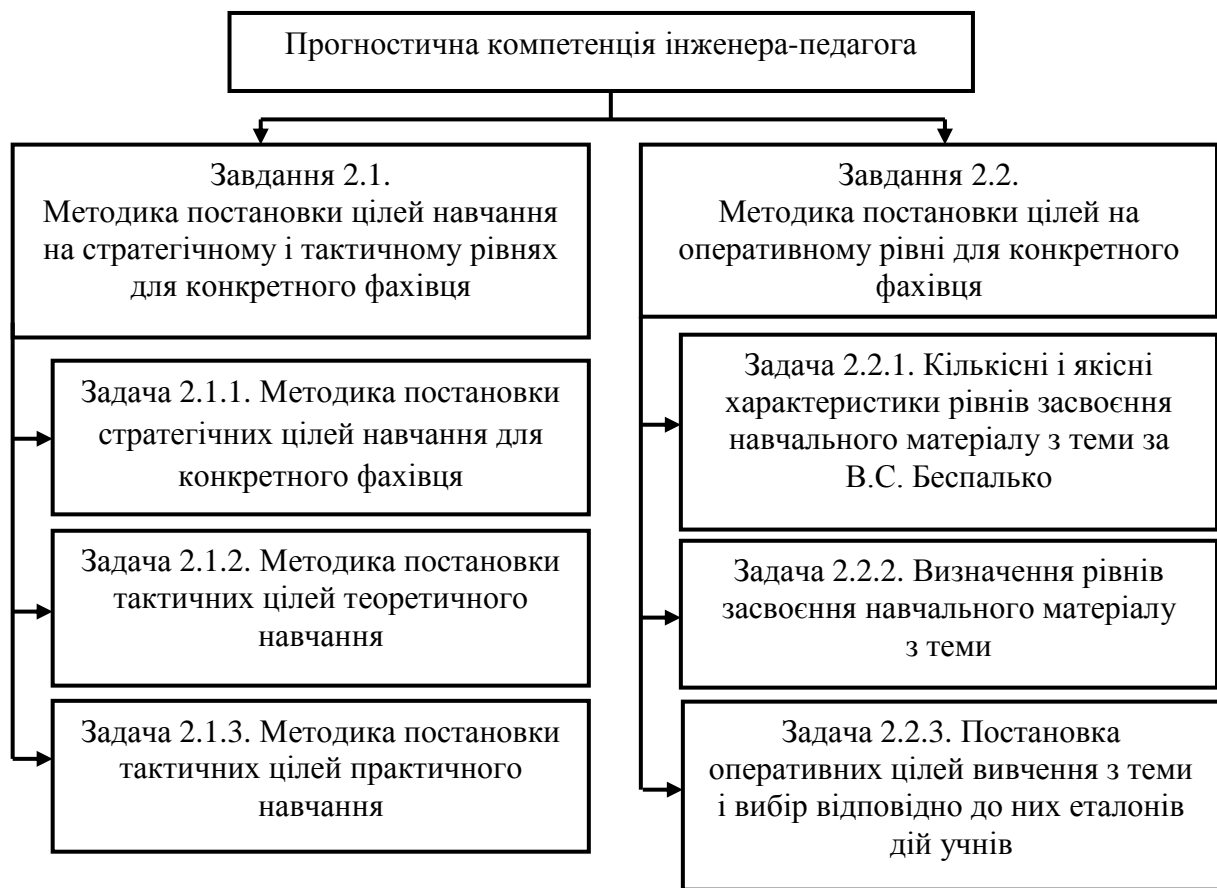 Прогностична компетенція інженера-педагога
Завдання 2.1.
Методика постановки цілей навчання
на стратегічному і тактичному рівнях
для конкретного фахівця
Задача 2.1.1. Методика постановки
стратегічних цілей навчання для
конкретного фахівця
Задача 2.1.2. Методика постановки
тактичних цілей теоретичного
навчання
Задача 2.1.3. Методика постановки
тактичних цілей практичного
навчання
Завдання 2.2.
Методика постановки цілей на
оперативному рівні для конкретного
фахівця
Задача 2.2.1. Кількісні і якісні
характеристики рівнів засвоєння
навчального матеріалу з теми за
В.С. Беспалько
Задача 2.2.2. Визначення рівнів
засвоєння навчального матеріалу
з теми
Задача 2.2.3. Постановка
оперативних цілей вивчення з теми
і вибір відповідно до них еталонів
дій учнів